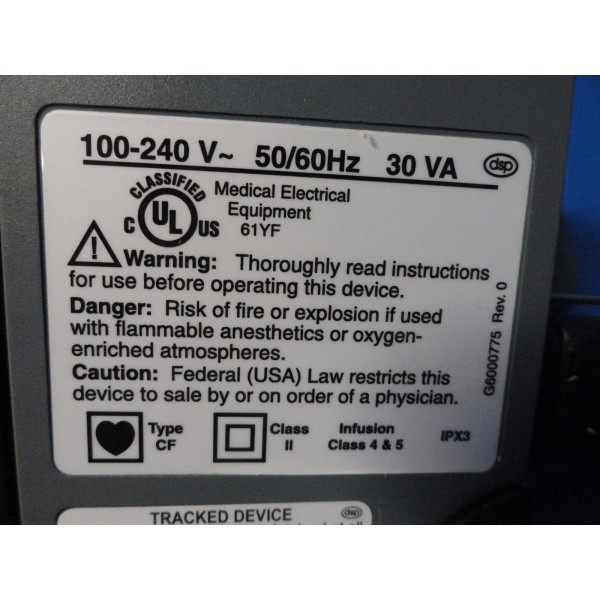 100-240 V~ 50/60Hz 30 VA dsp
CLASSIFIED
C UL US
Medical Electrical
Equipment
61YF
Warning: Thoroughly read instructions
for use before operating this device.
Danger: Risk of fire or explosion if used
with flammable anesthetics or oxygen-
enriched atmospheres.
Caution: Federal (USA) Law restricts this
device to sale by or on order of a physician.
Type
CF
Class
II
Infusion
Class 4 & 5
IPX3
G6000775 Rev. 0
TRACKED DEVICE dsp